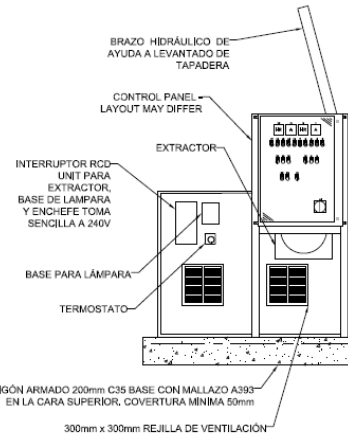 BRAZO HIDRÁULICO DE
AYUDA A LEVANTADO DE
TAPADERA
CONTROL PANEL
LAYOUT MAY DIFFER
EXTRACTOR
INTERRUPTOR RCD
UNIT PARA
EXTRACTOR,
BASE DE LAMPARA
Y ENCHEFE TOMA
SENCILLA A 240V
BASE PARA LÁMPARA
TERMOSTATO
GÓN ARMADO 200mm C35 BASE CON MALLAZO A393
EN LA CARA SUPERIOR, COVERTURA MÍNIMA 50mm
300mm x 300mm REJILLA DE VENTILACIÓN